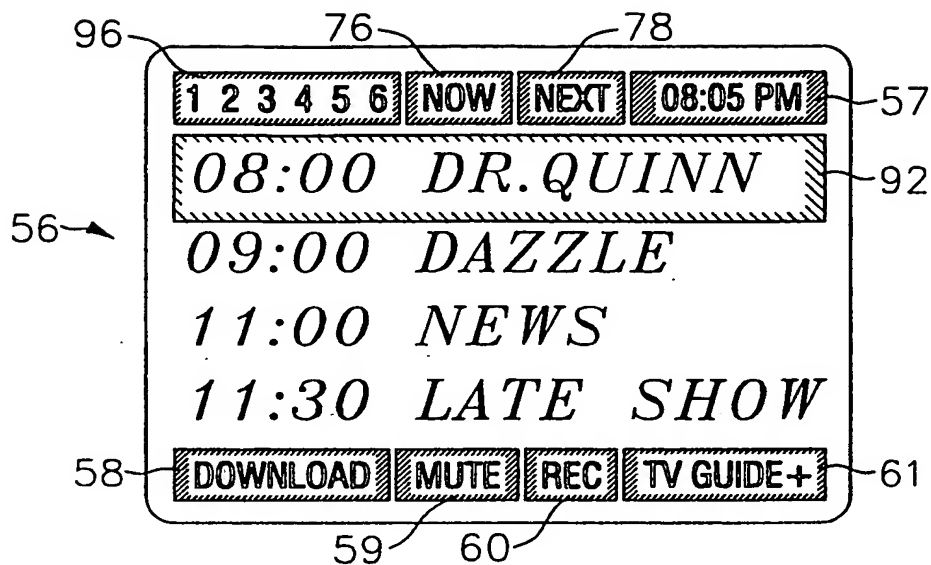 96 76 78
1 2 3 4 5 6 NOW NEXT 08:05 PM 57
08:00 DR.QUINN 92
56
09:00 DAZZLE
11:00 NEWS
11:30 LATE SHOW
58 DOWNLOAD MUTE REC TV GUIDE+ 61
59 60